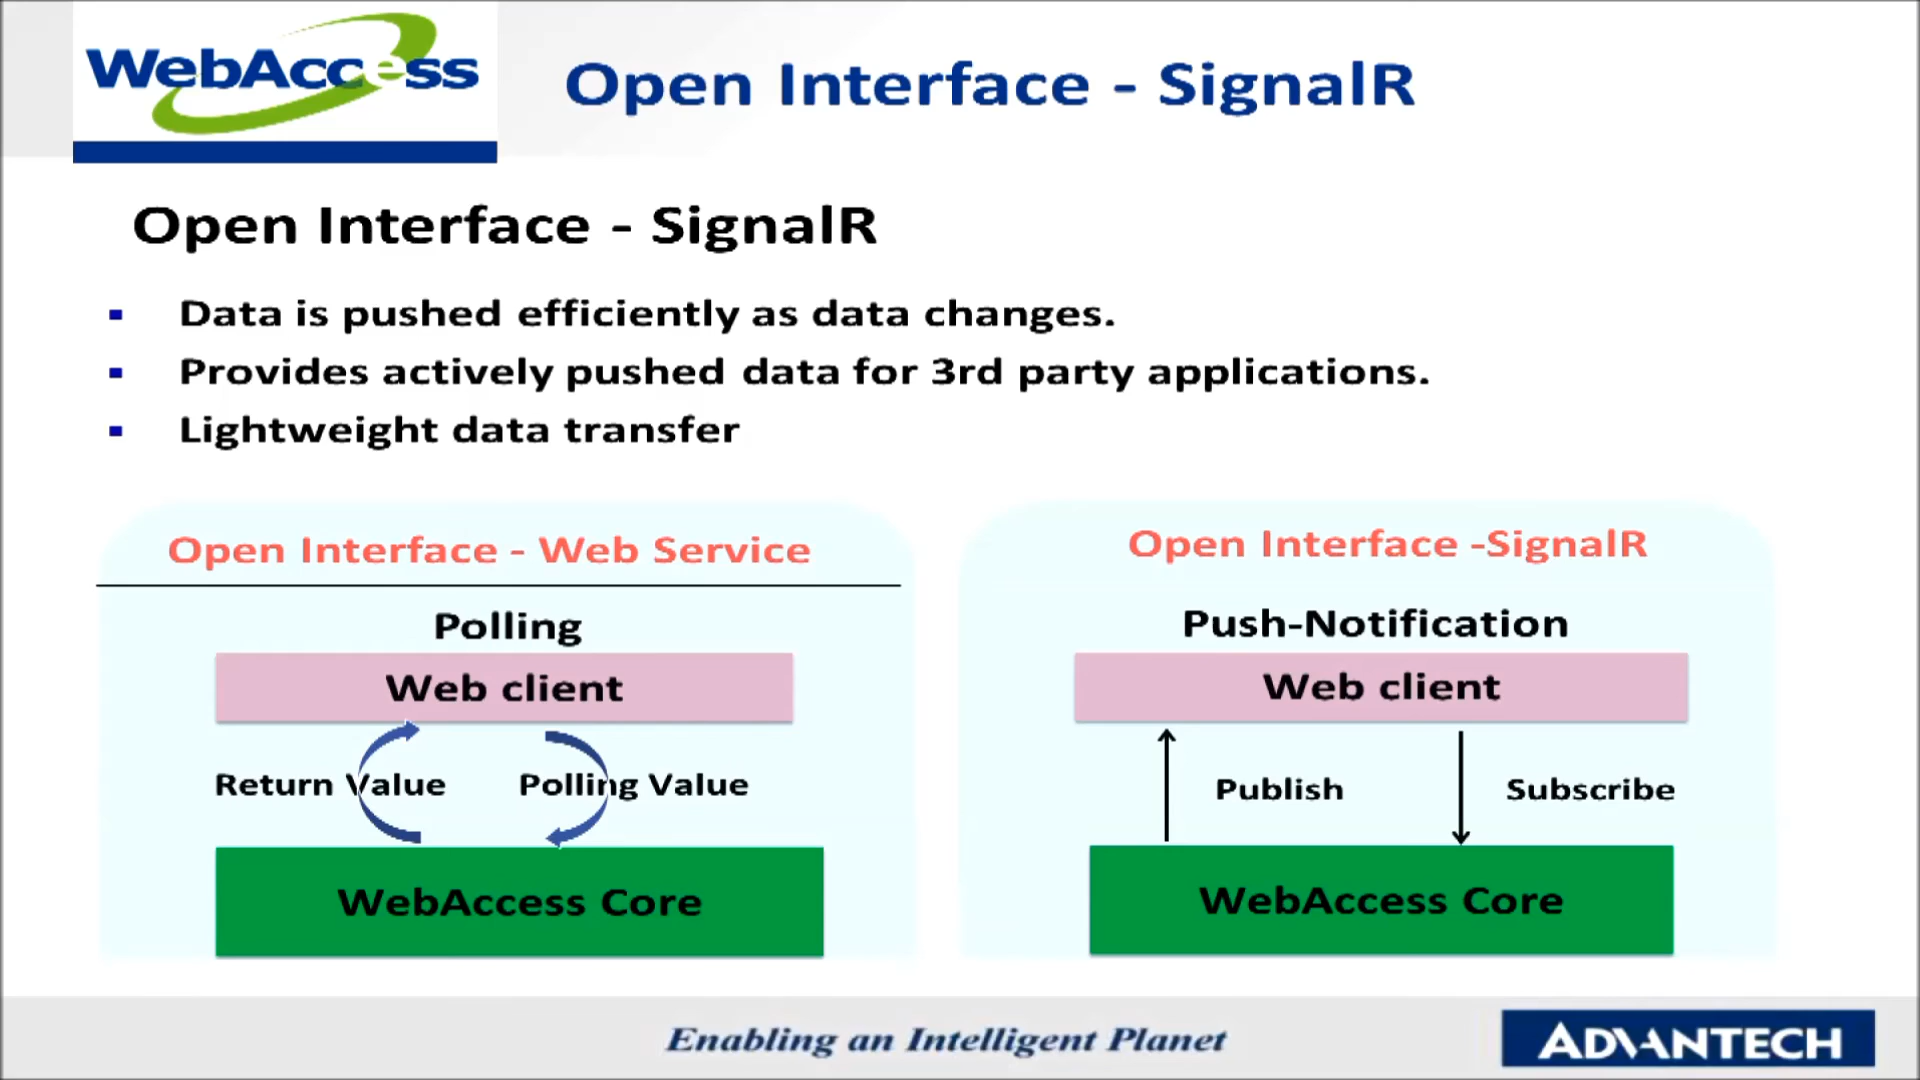 WebAccess
Open Interface - SignalR
Open Interface - SignalR
Data is pushed efficiently as data changes.
Provides actively pushed data for 3rd party applications.
Lightweight data transfer
Open Interface - Web Service
Polling
Web client
Return Value
Polling Value
WebAccess Core
Open Interface -SignalR
Push-Notification
Web client
Publish
Subscribe
WebAccess Core
Enabling an Intelligent Planet
ADVANTECH